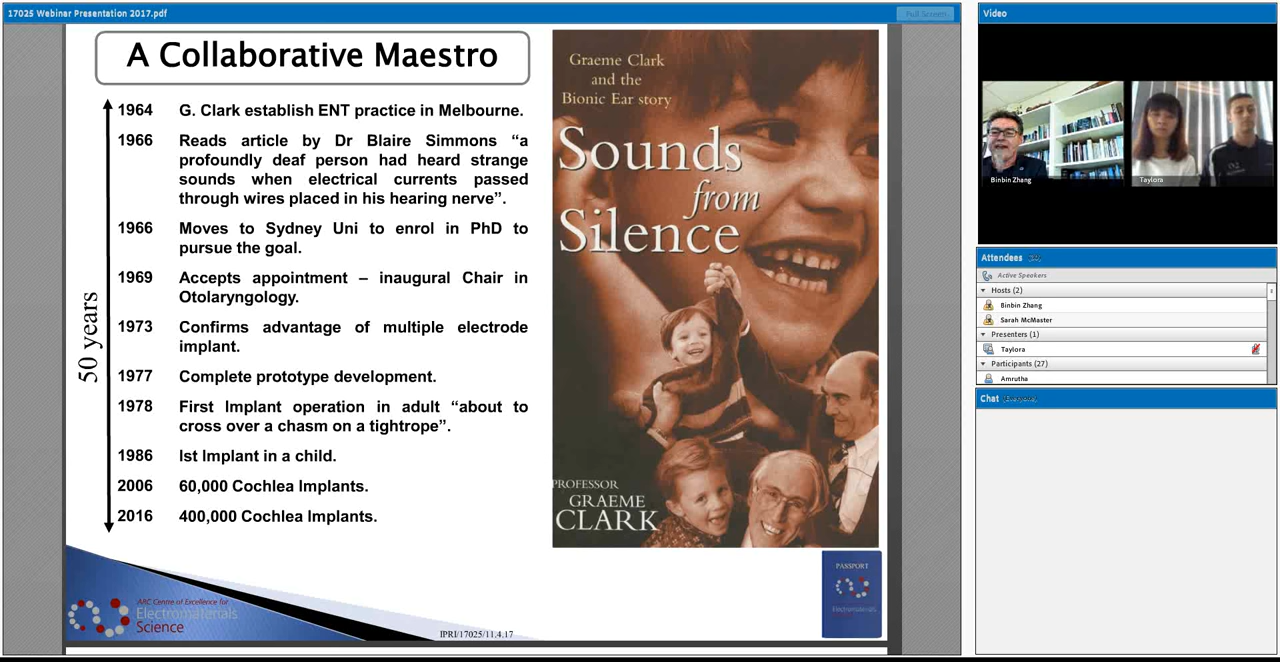 17025 Webinar Presentation 2017.pdf
Full Screen
A Collaborative Maestro
50 years
1964 G. Clark establish ENT practice in Melbourne.
1966 Reads article by Dr Blaire Simmons “a
profoundly deaf person had heard strange
sounds when electrical currents passed
through wires placed in his hearing nerve”.
1966 Moves to Sydney Uni to enrol in PhD to
pursue the goal.
1969 Accepts appointment – inaugural Chair in
Otolaryngology.
1973 Confirms advantage of multiple electrode
implant.
1977 Complete prototype development.
1978 First Implant operation in adult “about to
cross over a chasm on a tightrope”.
1986 Ist Implant in a child.
2006 60,000 Cochlea Implants.
2016 400,000 Cochlea Implants.
Graeme Clark
and the
Bionic Ear story
Sounds
from
Silence
PROFESSOR
GRAEME
CLARK
ARC Centre of Excellence for
Electromaterials
Science
IPRI/17025/11.4.17
PASSPORT
Electromaterials
Video
Binbin Zhang
Taylora
Attendees
Active Speakers
Hosts (2)
Binbin Zhang
Sarah McMaster
Presenters (1)
Taylora
Participants (27)
Amrutha
Chat (Everyone)